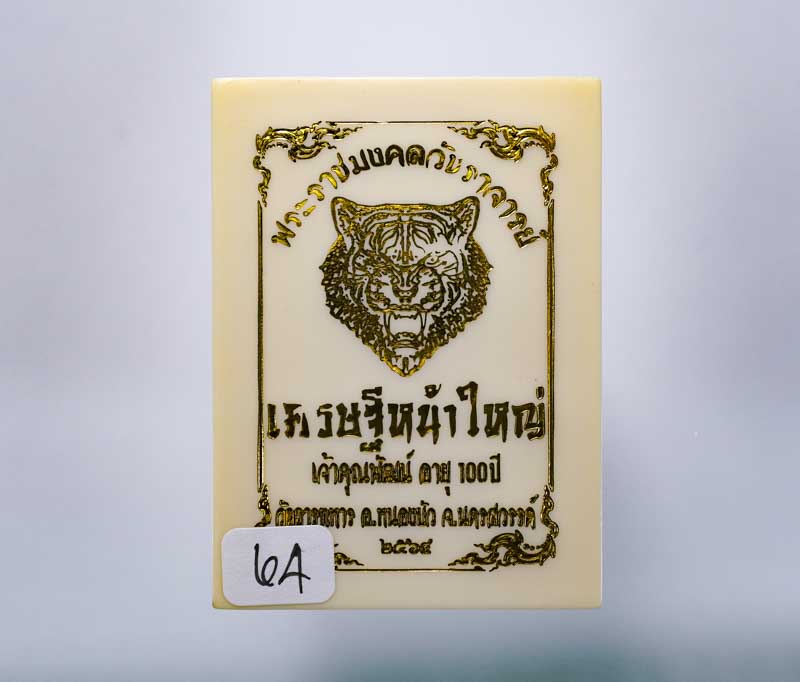 พระราชมงคลวัชราจารย์
เศรษฐีหน้าใหญ่
เจ้าคุณพัฒน์ อายุ 100ปี
วัดธารทหาร อ.หนองบัว จ.นครสวรรค์
๒๕๖๔